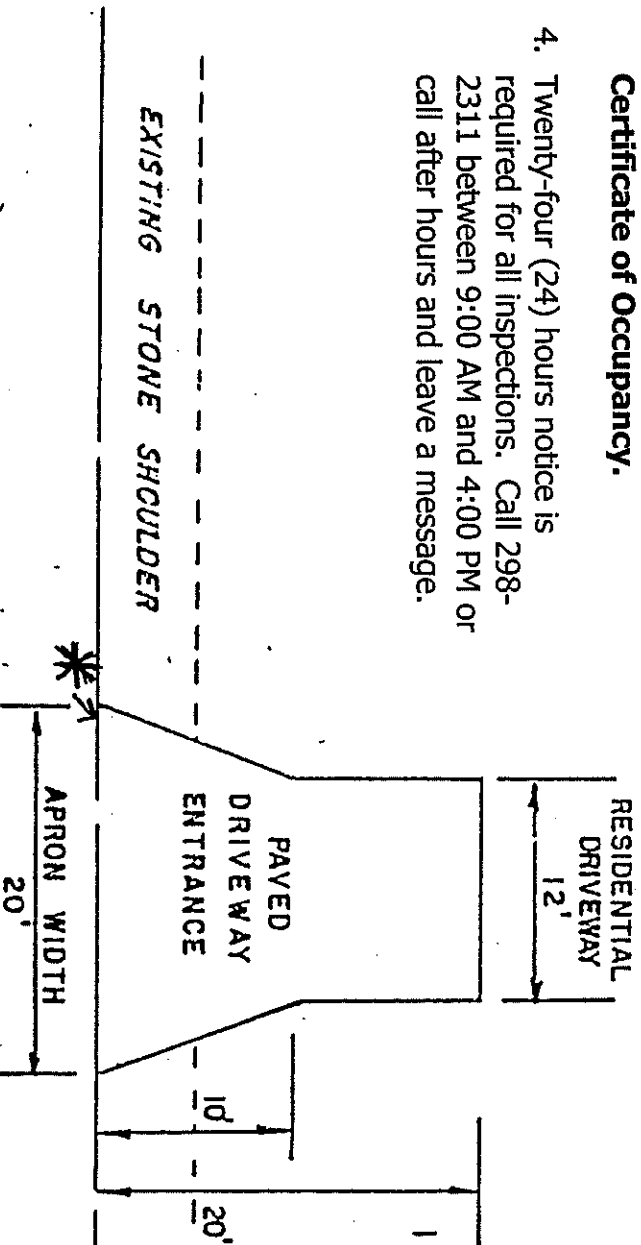 Certificate of Occupancy.
4. Twenty-four (24) hours notice is
required for all inspections. Call 298-
2311 between 9:00 AM and 4:00 PM or
call after hours and leave a message.
EXISTING STONE SHOULDER
RESIDENTIAL
DRIVEWAY
12'
PAVED
DRIVEWAY
ENTRANCE
10'
20'
APRON WIDTH
20'